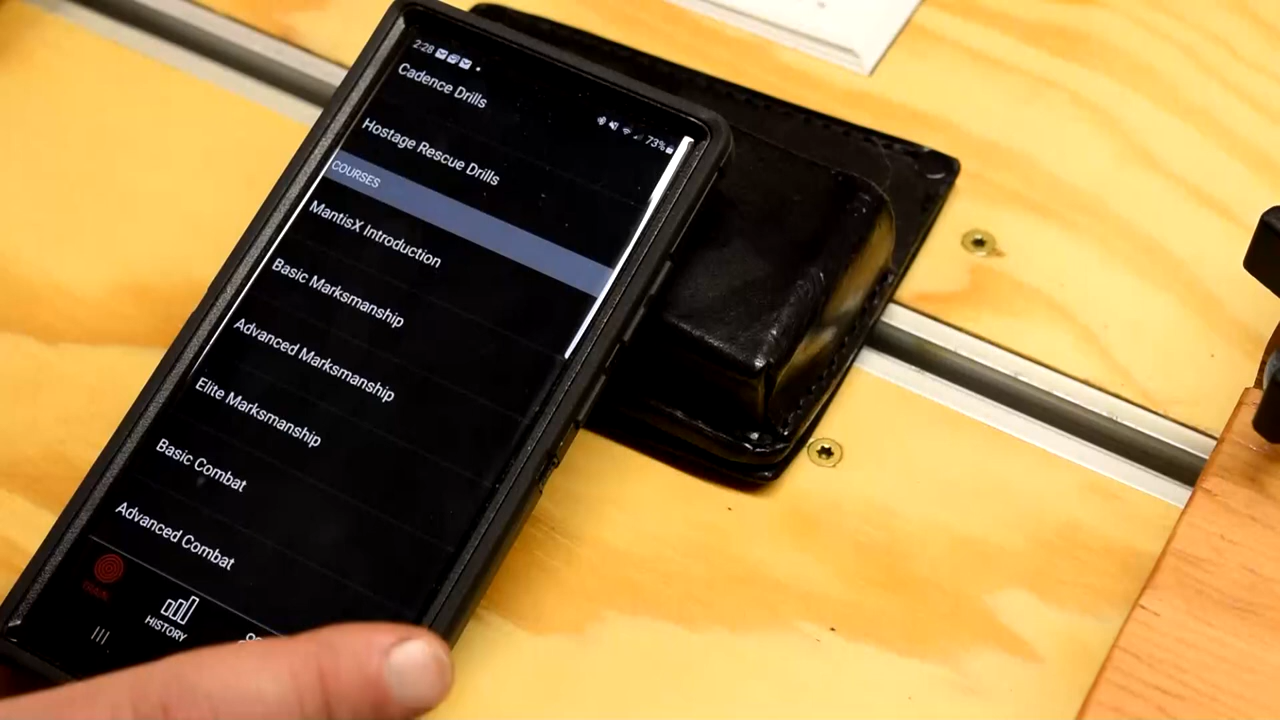 2:28
73%
Cadence Drills
Hostage Rescue Drills
COURSES
MantisX Introduction
Basic Marksmanship
Advanced Marksmanship
Elite Marksmanship
Basic Combat
Advanced Combat
TRAIN
HISTORY